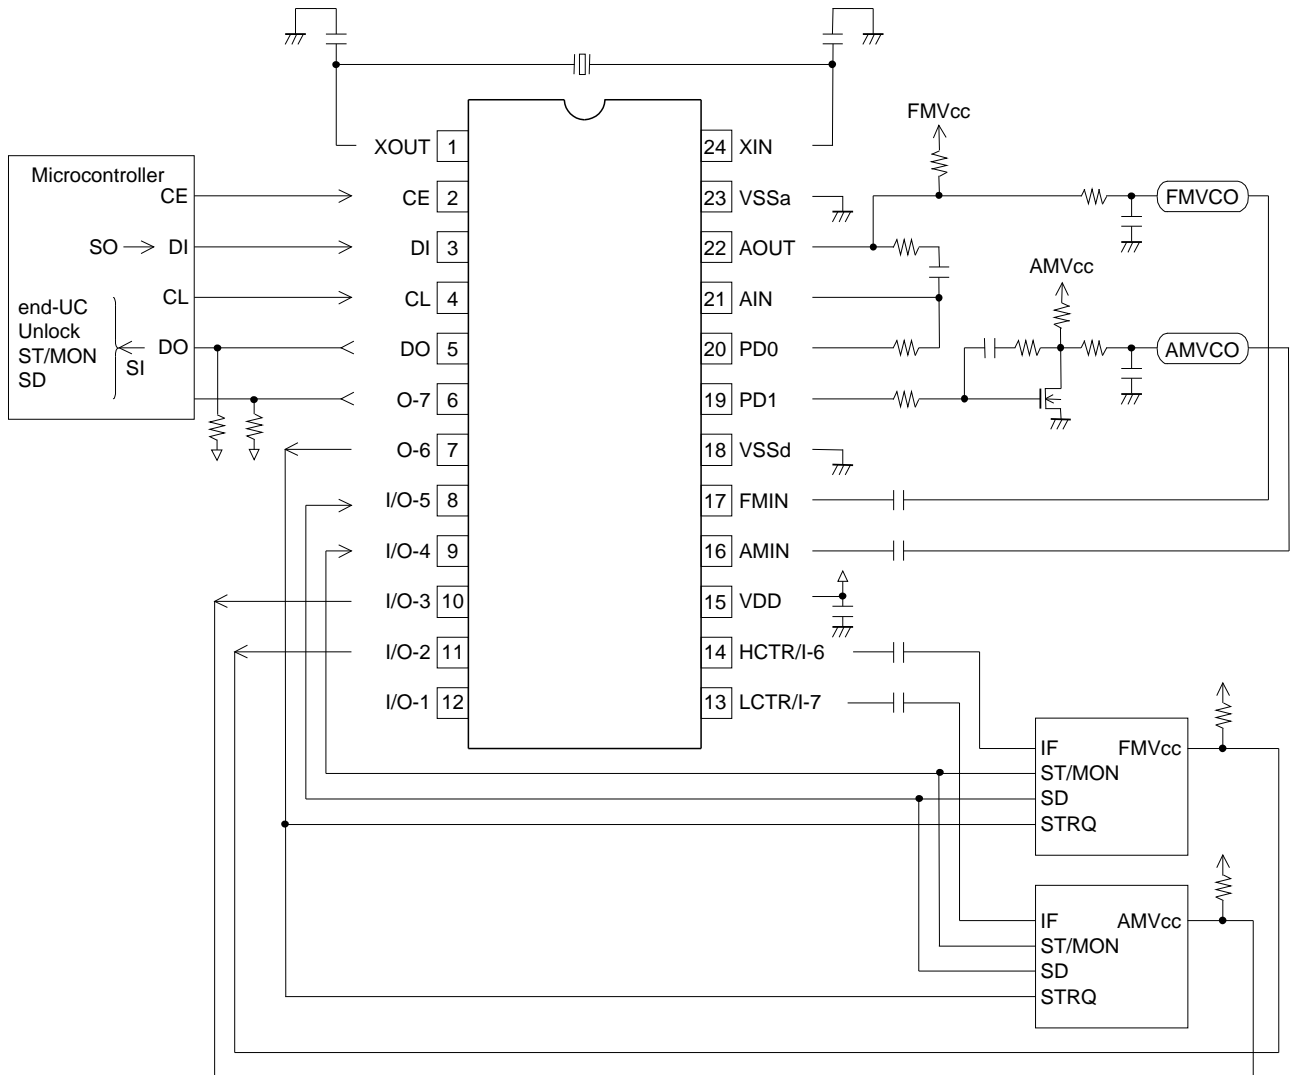 FMVcc
XOUT 1
24 XIN
Microcontroller
CE
CE 2
23 VSSa
FMVCO
SO DI
DI 3
22 AOUT
AMVcc
CL
CL 4
21 AIN
end-UC
Unlock
ST/MON
SD
SI
DO
DO 5
20 PD0
AMVCO
O-7 6
19 PD1
O-6 7
18 VSSd
I/O-5 8
17 FMIN
I/O-4 9
16 AMIN
I/O-3 10
15 VDD
I/O-2 11
14 HCTR/I-6
I/O-1 12
13 LCTR/I-7
IF FMVcc
ST/MON
SD
STRQ
IF AMVcc
ST/MON
SD
STRQ